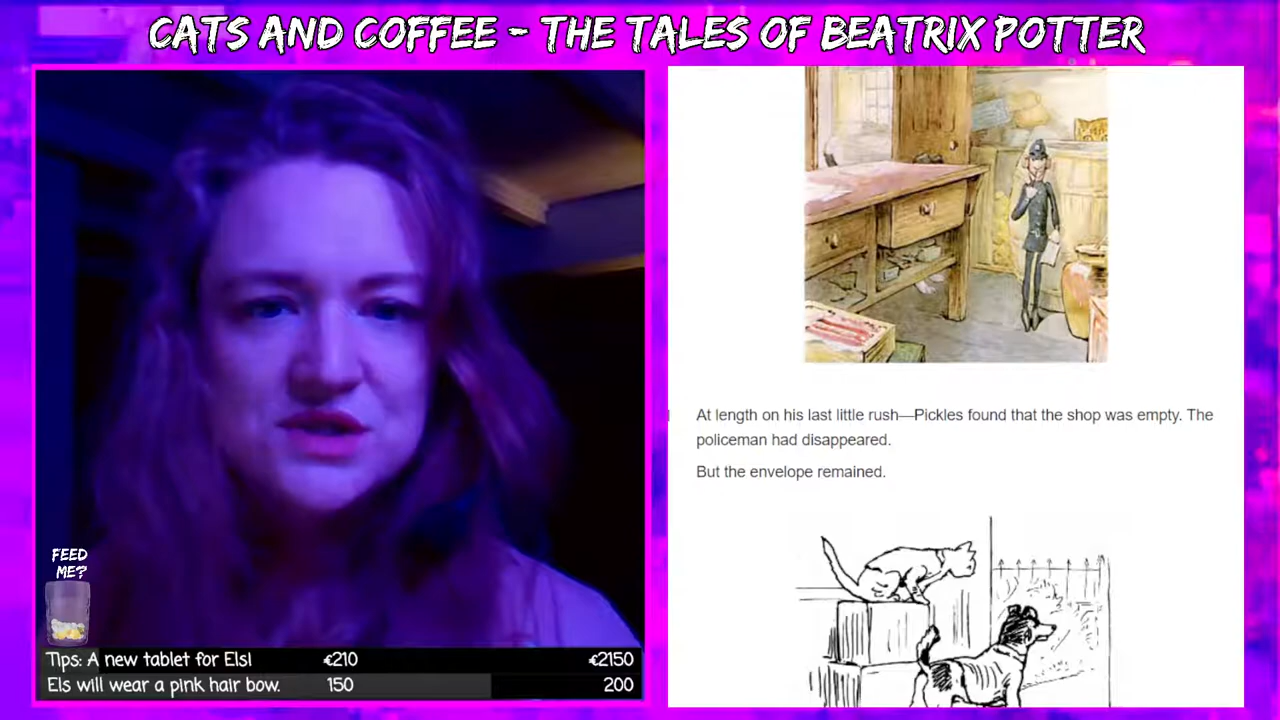 CATS AND COFFEE - THE TALES OF BEATRIX POTTER
At length on his last little rush—Pickles found that the shop was empty. The
policeman had disappeared.
But the envelope remained.
FEED
ME?
Tips: A new tablet for Els! €210 €2150
Els will wear a pink hair bow. 150 200